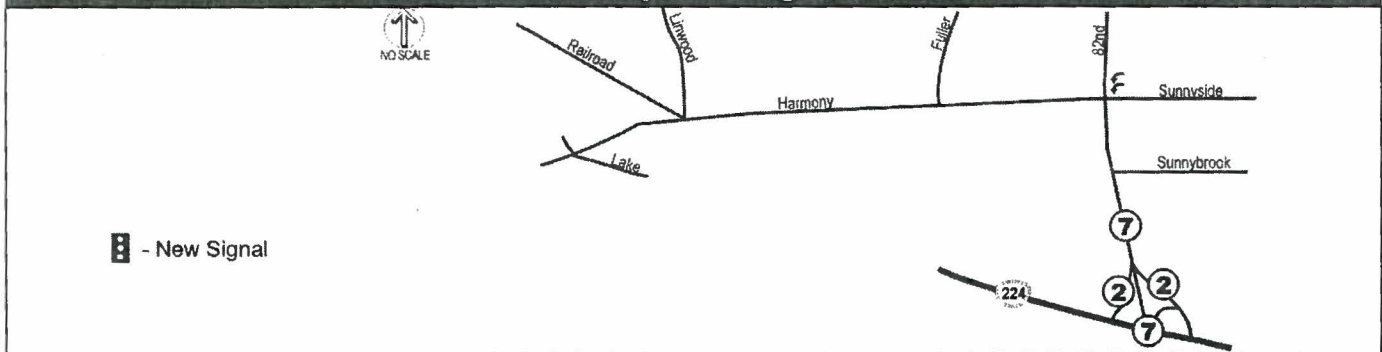 NO SCALE
Railroad
Linwood
Fuller
82nd
Harmony
Sunnyside
Lake
Sunnybrook
7
- New Signal
2
2
224
7